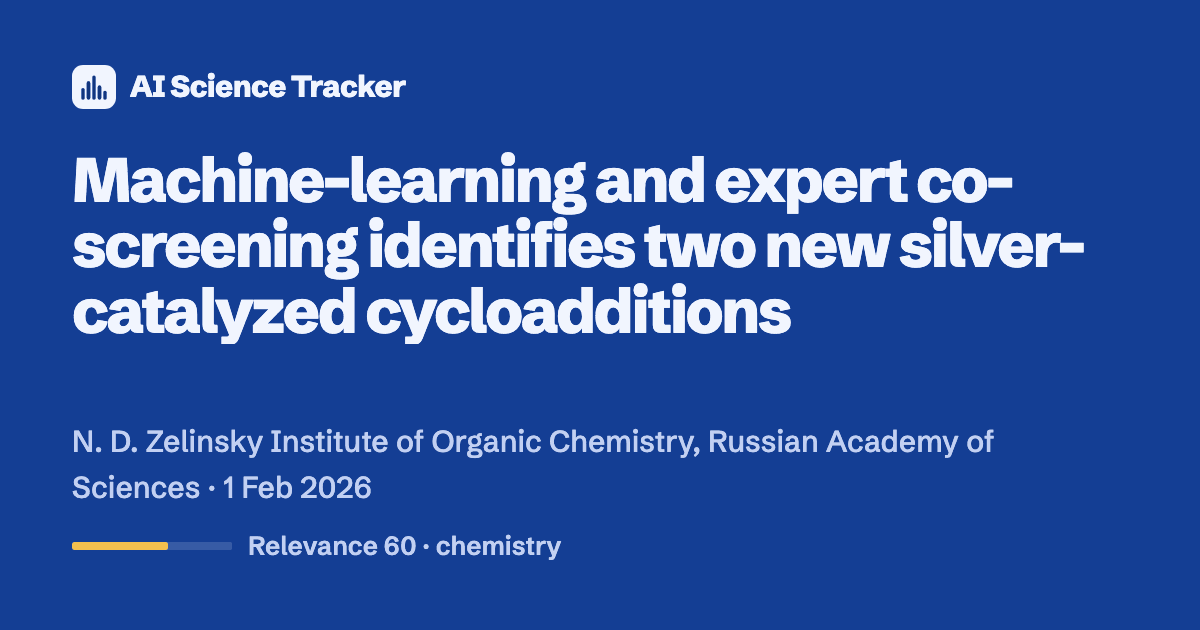 AI Science Tracker
Machine-learning and expert co-
screening identifies two new silver-
catalyzed cycloadditions
N. D. Zelinsky Institute of Organic Chemistry, Russian Academy of
Sciences · 1 Feb 2026
Relevance 60 · chemistry